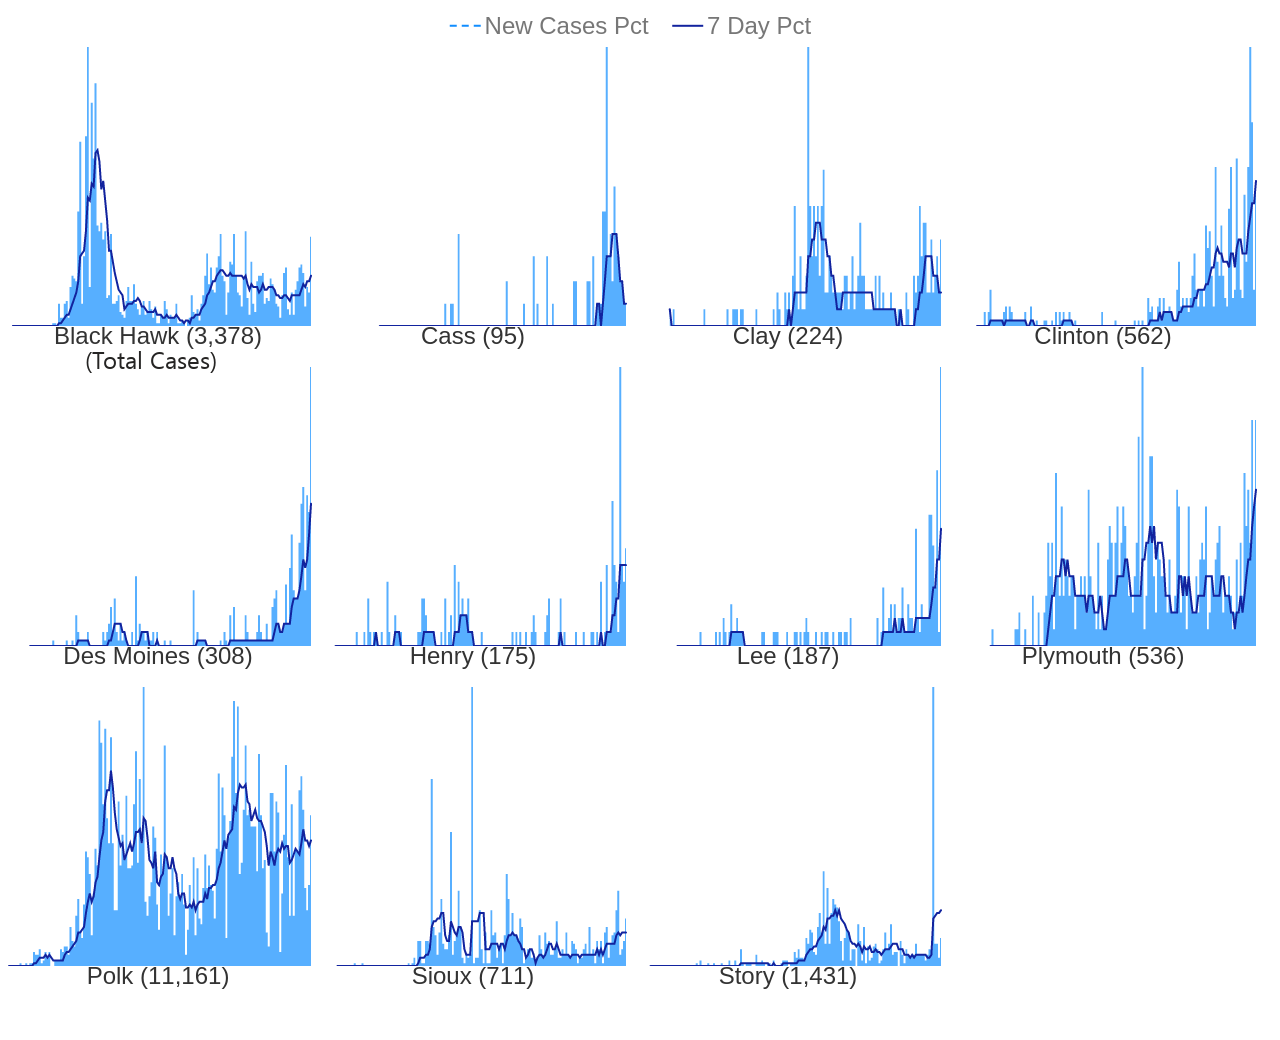 New Cases Pct 7 Day Pct
Black Hawk (3,378) Cass (95) Clay (224) Clinton (562)
(Total Cases)
Des Moines (308) Henry (175) Lee (187) Plymouth (536)
Polk (11,161) Sioux (711) Story (1,431)